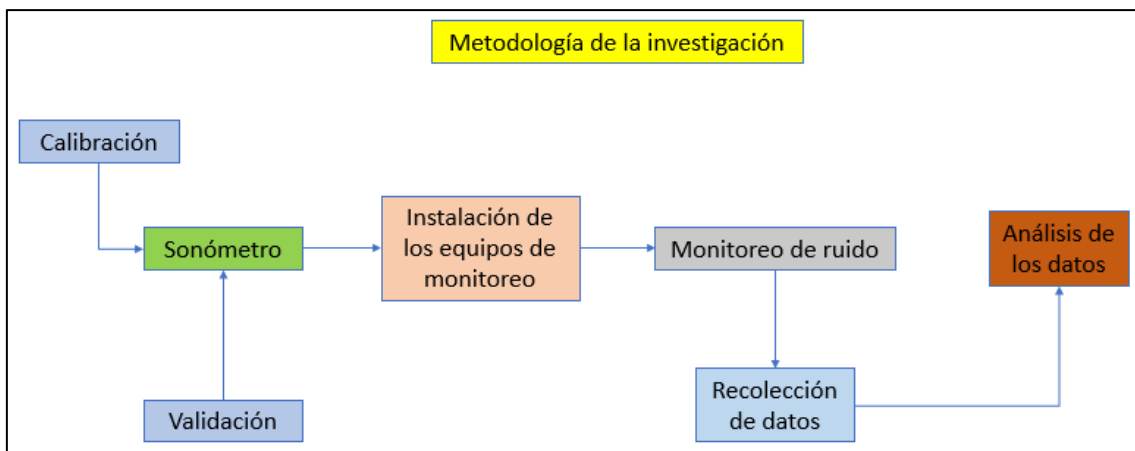 Metodología de la investigación
Calibración
Sonómetro
Validación
Instalación de
los equipos de
monitoreo
Monitoreo de ruido
Recolección
de datos
Análisis de
los datos